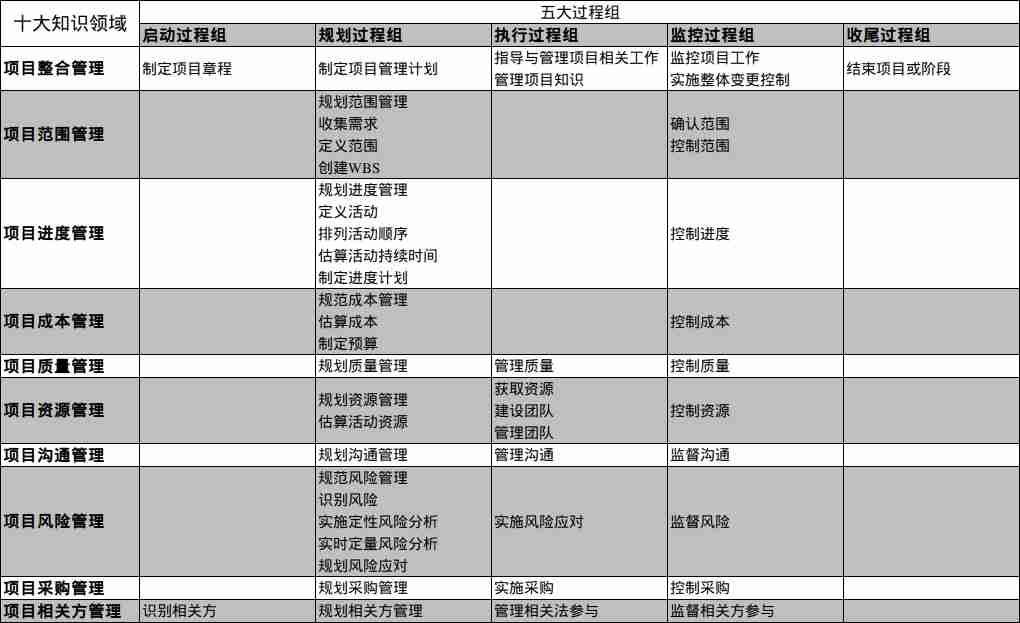 十大知识领域
五大过程组
启动过程组
规划过程组
执行过程组
监控过程组
收尾过程组
项目整合管理
制定项目章程
制定项目管理计划
指导与管理项目相关工作
管理项目知识
监控项目工作
实施整体变更控制
结束项目或阶段
项目范围管理
规划范围管理
收集需求
定义范围
创建WBS
确认范围
控制范围
项目进度管理
规划进度管理
定义活动
排列活动顺序
估算活动持续时间
制定进度计划
控制进度
项目成本管理
规范成本管理
估算成本
制定预算
控制成本
项目质量管理
规划质量管理
管理质量
控制质量
项目资源管理
规划资源管理
估算活动资源
获取资源
建设团队
管理团队
控制资源
项目沟通管理
规划沟通管理
管理沟通
监督沟通
项目风险管理
规范风险管理
识别风险
实施定性风险分析
实时定量风险分析
规划风险应对
实施风险应对
监督风险
项目采购管理
规划采购管理
实施采购
控制采购
项目相关方管理
识别相关方
规划相关方管理
管理相关法参与
监督相关方参与